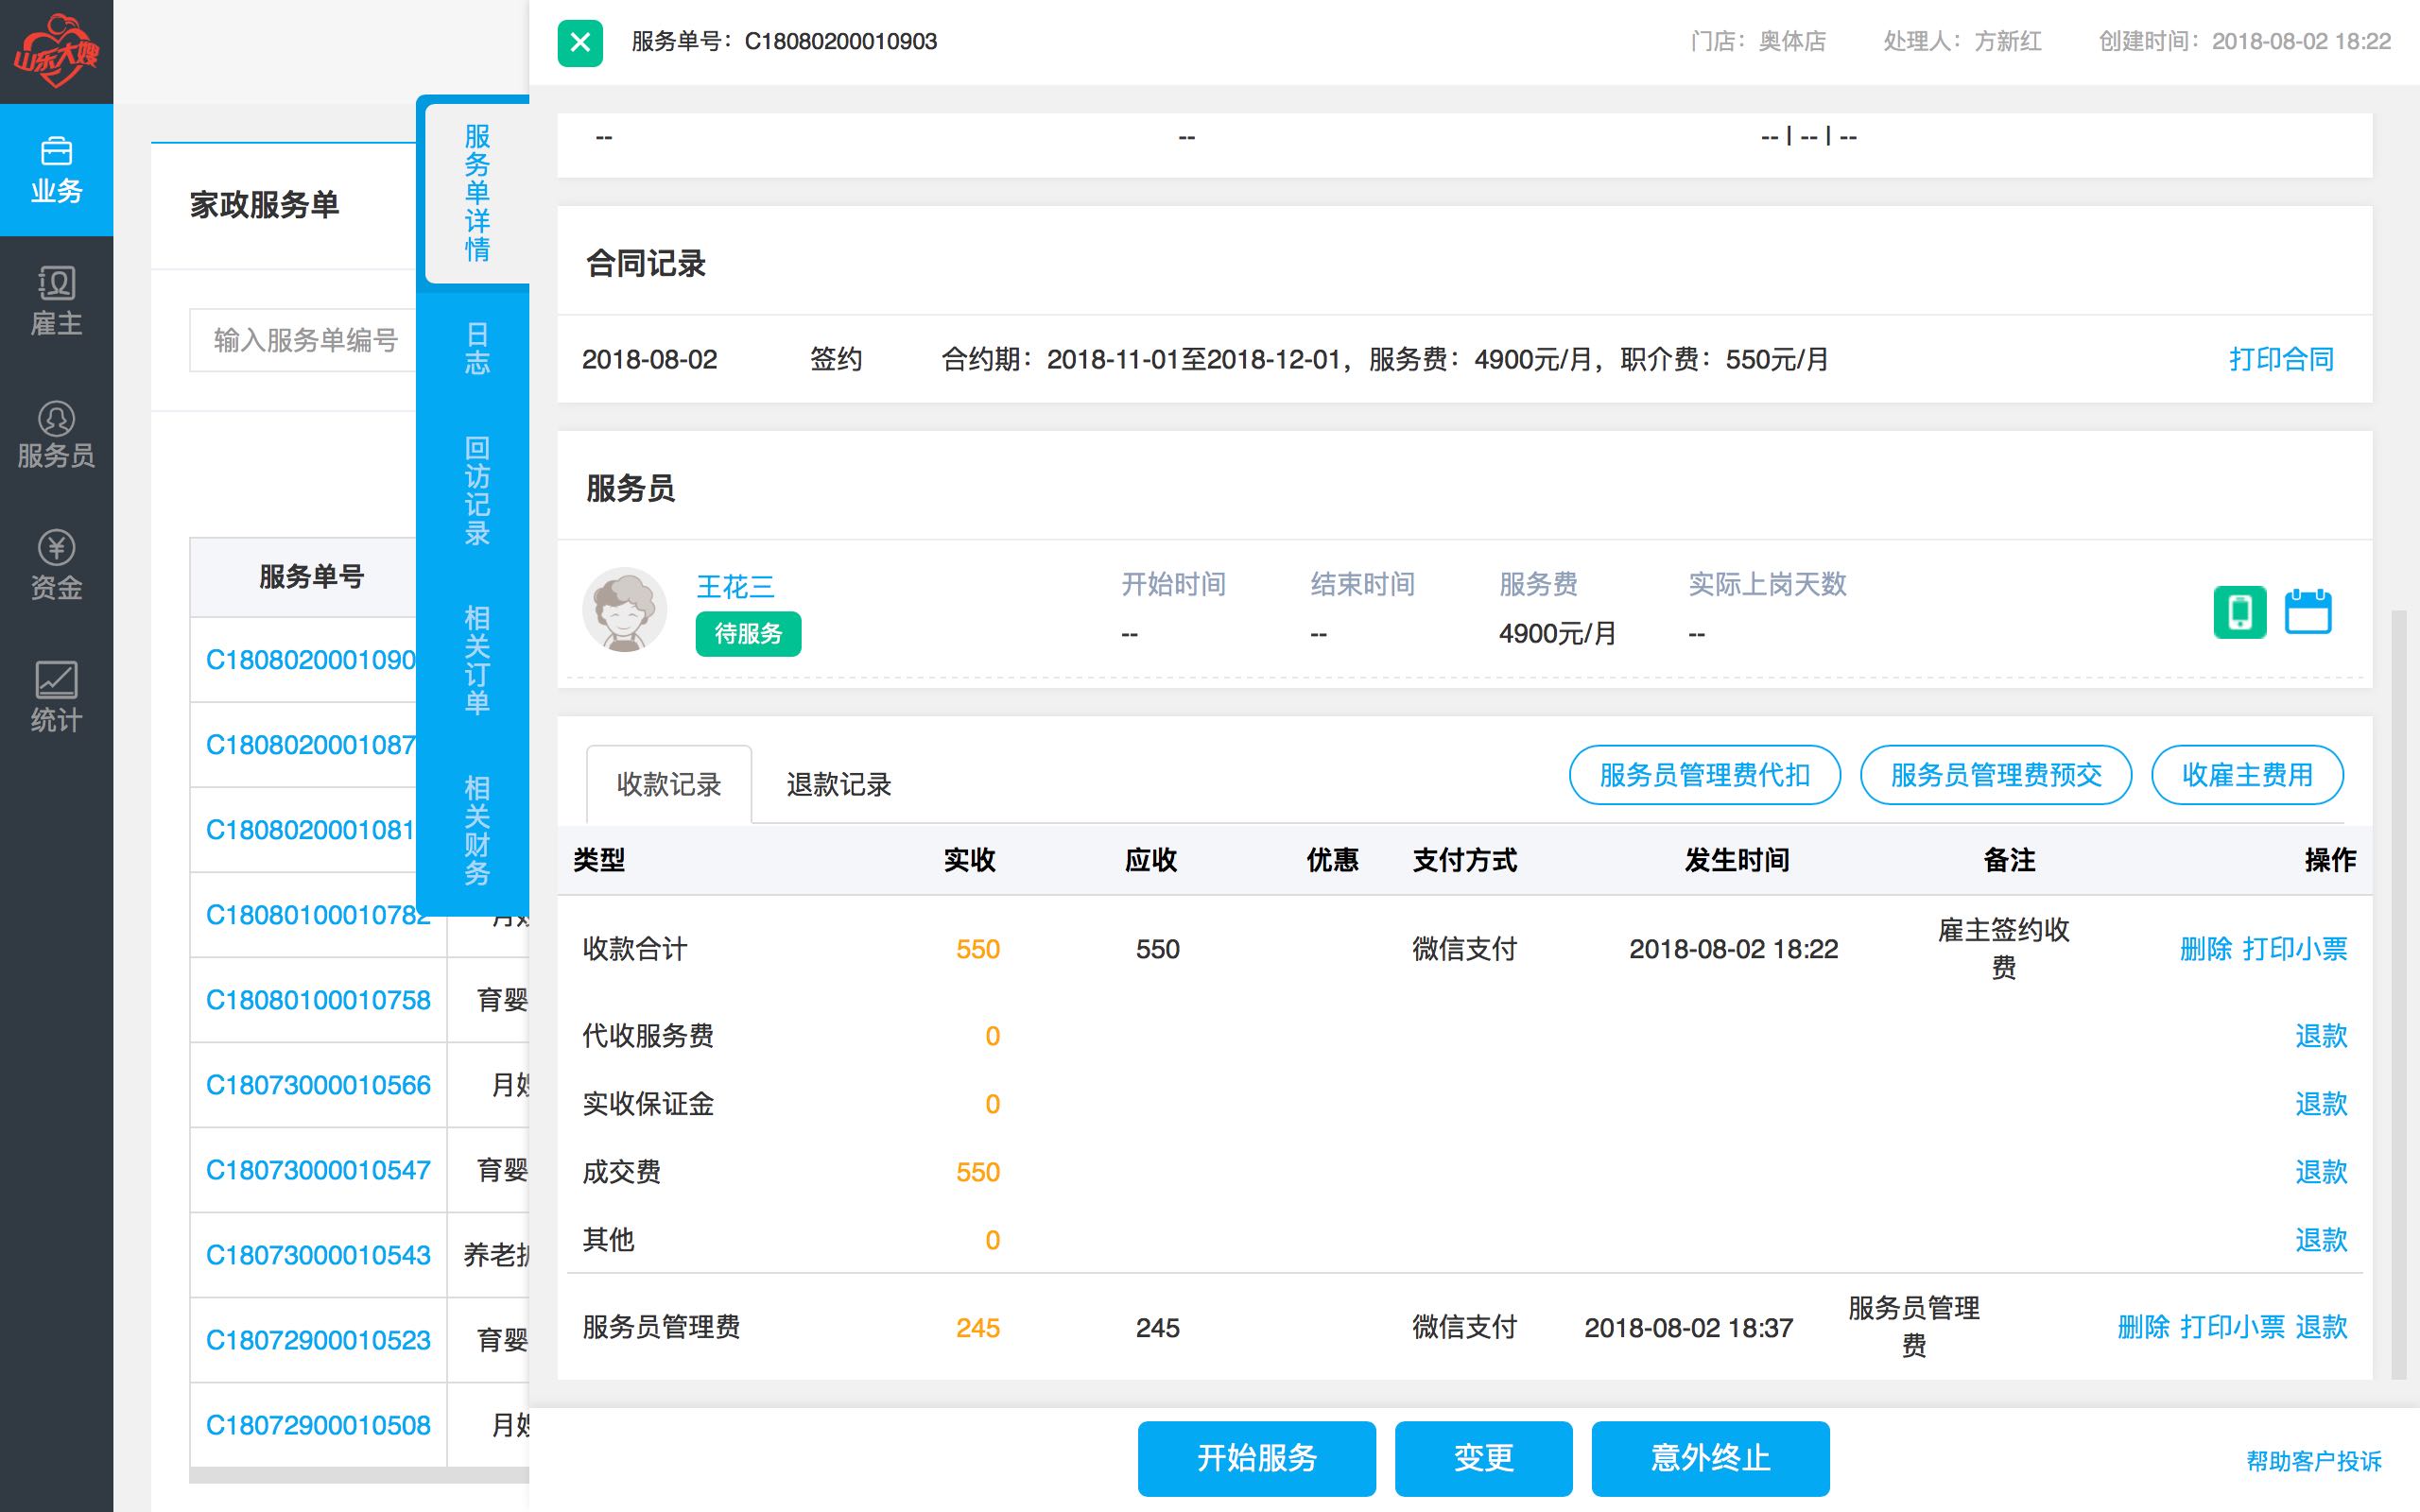 山东大嫂
业务
雇主
服务员
资金
统计
家政服务单
输入服务单编号
服务单号
C1808020001090
C1808020001087
C1808020001081
C18080100010782
C18080100010758
育婴
C18073000010566
C18073000010547
育婴
C18073000010543
养老
C18072900010523
育婴
C18072900010508
服务单详情
日志
回访记录
相关订单
相关财务
服务单号：C18080200010903
门店：奥体店 处理人：方新红 创建时间：2018-08-02 18:22
-- -- -- | -- | --
合同记录
2018-08-02 签约 合约期：2018-11-01至2018-12-01，服务费：4900元/月，职介费：550元/月 打印合同
服务员
王花三
待服务
开始时间 结束时间 服务费 实际上岗天数
-- -- 4900元/月 --
收款记录 退款记录 服务员管理费代扣 服务员管理费预交 收雇主费用
类型 实收 应收 优惠 支付方式 发生时间 备注 操作
收款合计 550 550 微信支付 2018-08-02 18:22 雇主签约收
费 删除 打印小票
代收服务费 0 退款
实收保证金 0 退款
成交费 550 退款
其他 0 退款
服务员管理费 245 245 微信支付 2018-08-02 18:37 服务员管理
费 删除 打印小票 退款
开始服务 变更 意外终止 帮助客户投诉